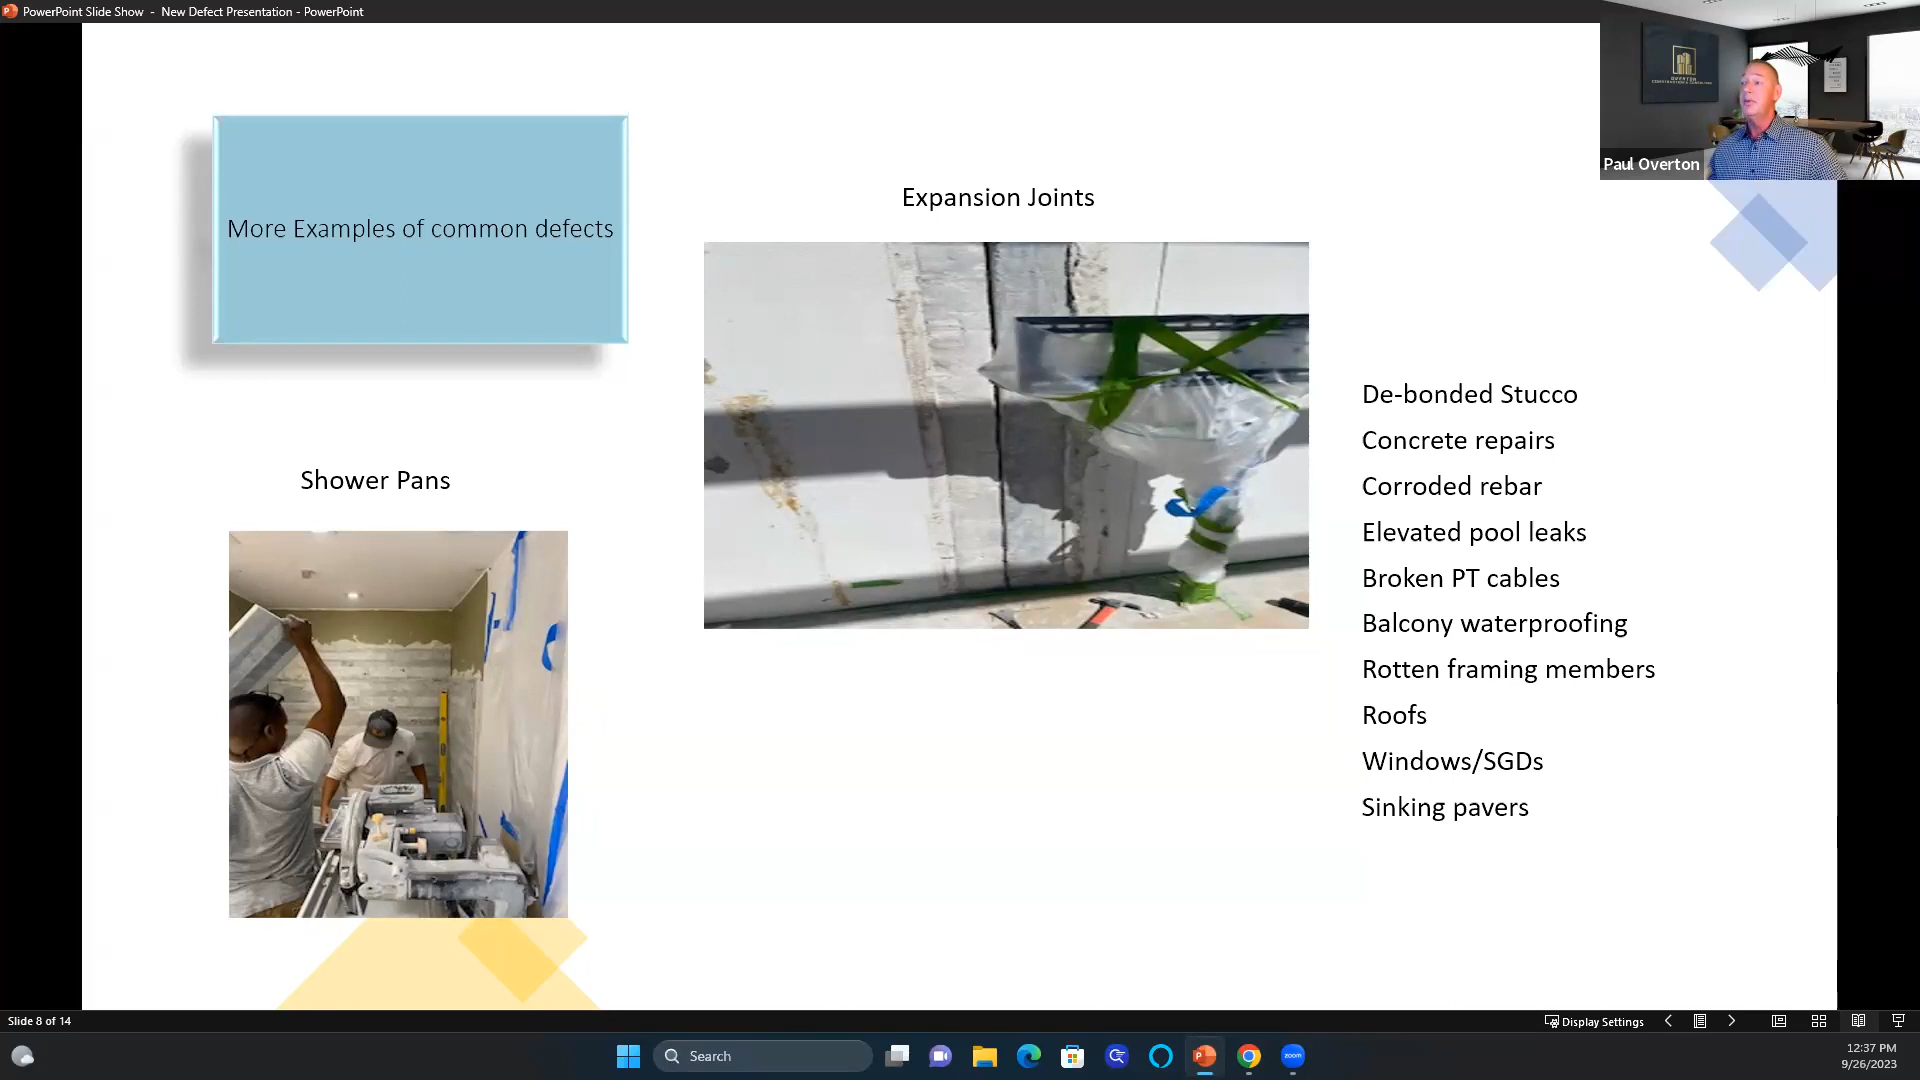 PowerPoint Slide Show - New Defect Presentation - PowerPoint
OVERTON
Paul Overton
More Examples of common defects
Expansion Joints
Shower Pans
De-bonded Stucco
Concrete repairs
Corroded rebar
Elevated pool leaks
Broken PT cables
Balcony waterproofing
Rotten framing members
Roofs
Windows/SGDs
Sinking pavers
Slide 8 of 14
Display Settings
Search
zoom
12:37 PM
9/26/2023